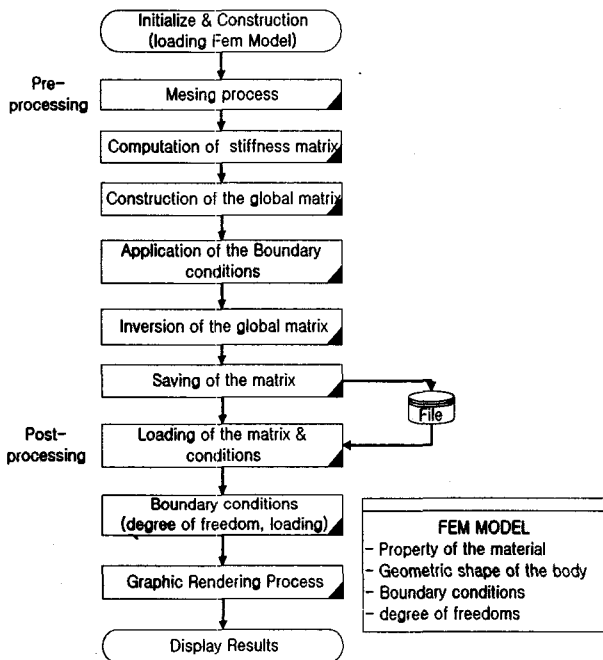 Initialize & Construction
(loading Fem Model)
Pre-
processing
Mesing process
Computation of stiffness matrix
Construction of the global matrix
Application of the Boundary
conditions
Inversion of the global matrix
Saving of the matrix
File
Post-
processing
Loading of the matrix &
conditions
Boundary conditions
(degree of freedom, loading)
Graphic Rendering Process
Display Results
FEM MODEL
- Property of the material
- Geometric shape of the body
- Boundary conditions
- degree of freedoms